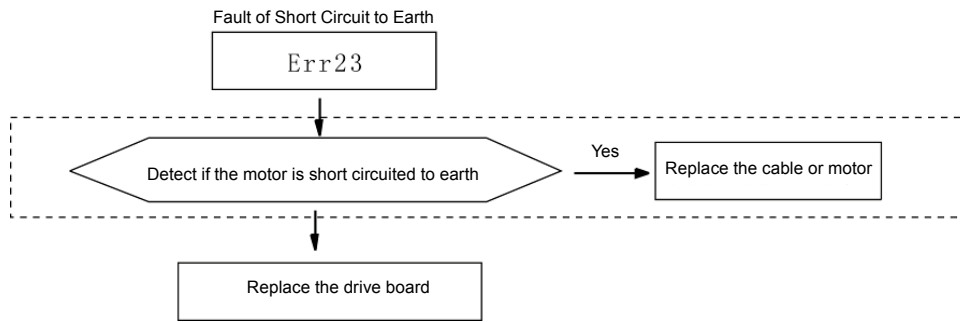 Fault of Short Circuit to Earth
Err23
Detect if the motor is short circuited to earth
Yes
Replace the cable or motor
Replace the drive board